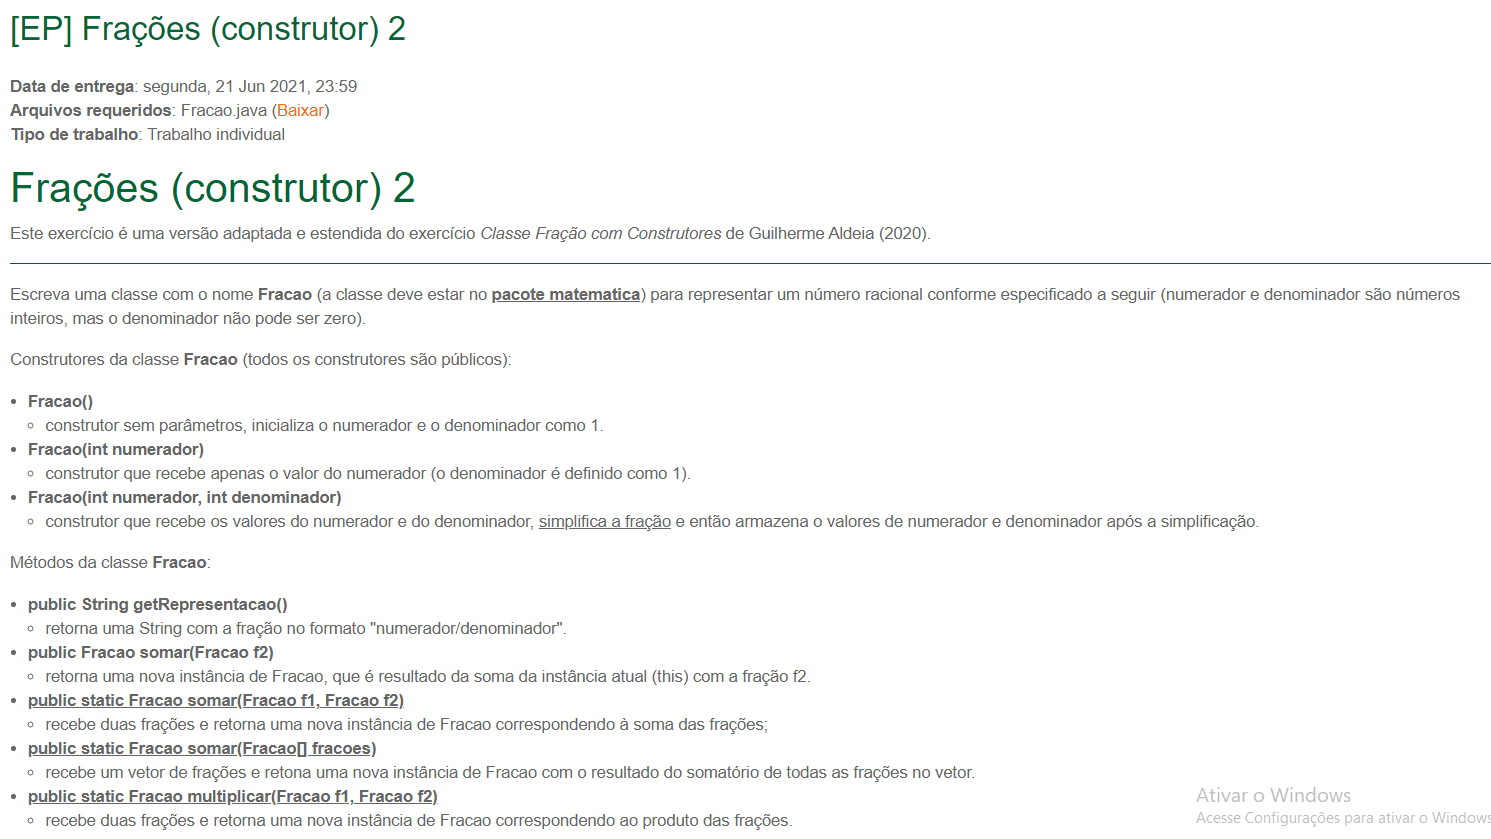 [EP] Frações (construtor) 2
Data de entrega: segunda, 21 Jun 2021, 23:59
Arquivos requeridos: Fracao.java (Baixar)
Tipo de trabalho: Trabalho individual
Frações (construtor) 2
Este exercício é uma versão adaptada e estendida do exercício Classe Fração com Construtores de Guilherme Aldeia (2020).
Escreva uma classe com o nome Fracao (a classe deve estar no pacote matematica) para representar um número racional conforme especificado a seguir (numerador e denominador são números
inteiros, mas o denominador não pode ser zero).
Construtores da classe Fracao (todos os construtores são públicos):
• Fracao()
◦ construtor sem parâmetros, inicializa o numerador e o denominador como 1.
• Fracao(int numerador)
◦ construtor que recebe apenas o valor do numerador (o denominador é definido como 1).
• Fracao(int numerador, int denominador)
◦ construtor que recebe os valores do numerador e do denominador, simplifica a fração e então armazena o valores de numerador e denominador após a simplificação.
Métodos da classe Fracao:
• public String getRepresentacao()
◦ retorna uma String com a fração no formato "numerador/denominador".
• public Fracao somar(Fracao f2)
◦ retorna uma nova instância de Fracao, que é resultado da soma da instância atual (this) com a fração f2.
• public static Fracao somar(Fracao f1, Fracao f2)
◦ recebe duas frações e retorna uma nova instância de Fracao correspondendo à soma das frações;
• public static Fracao somar(Fracao[] fracoes)
◦ recebe um vetor de frações e retona uma nova instância de Fracao com o resultado do somatório de todas as frações no vetor.
• public static Fracao multiplicar(Fracao f1, Fracao f2)
◦ recebe duas frações e retorna uma nova instância de Fracao correspondendo ao produto das frações.
Ativar o Windows
Acesse Configurações para ativar o Windows